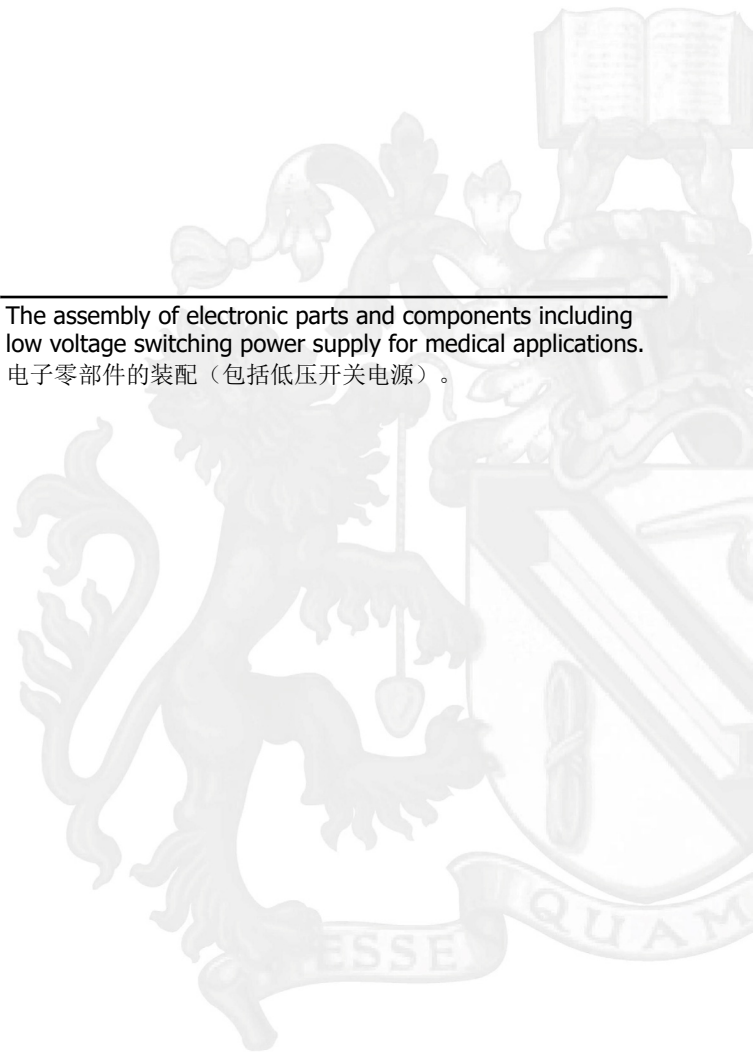 The assembly of electronic parts and components including
low voltage switching power supply for medical applications.
电子零部件的装配（包括低压开关电源）。
ESSE
QUAM